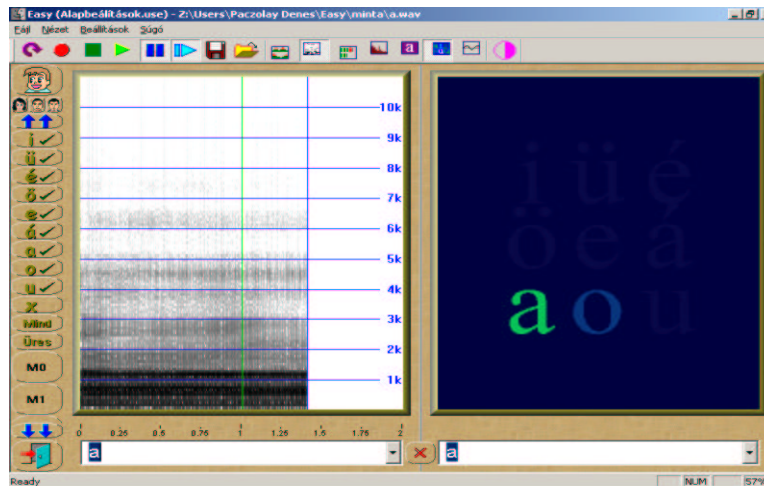 Easy (Alapbeálítások.use) - Z:\Users\Paczolay Denes\Easy\minta\a.wav
Fájl Nézet Beállítások Súgó
a
10k
9k
8k
7k
6k
5k
4k
3k
2k
1k
i
ü
é
ö
e
á
a
o
u
X
Mind
Üres
M0
M1
i ü é
ö e á
a o u
0 0.25 0.5 0.75 1 1.25 1.5 1.75 2
a
a
Ready
NUM 57%